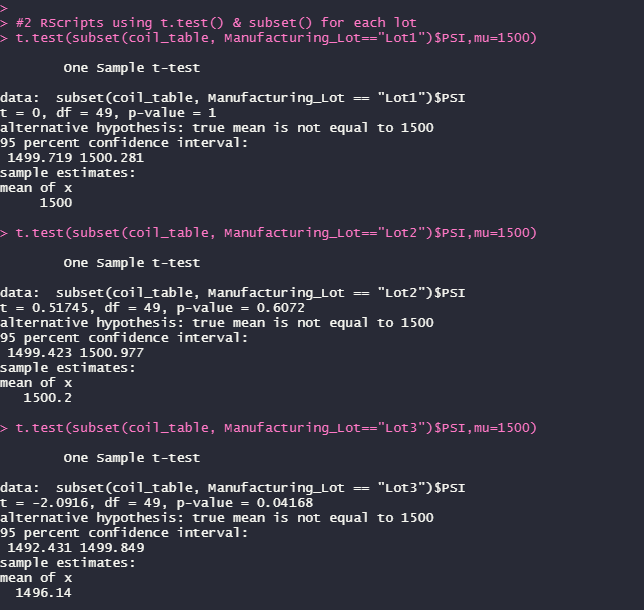 >
> #2 RScripts using t.test() & subset() for each lot
> t.test(subset(coil_table, Manufacturing_Lot=="Lot1")$PSI,mu=1500)
One Sample t-test
data: subset(coil_table, Manufacturing_Lot == "Lot1")$PSI
t = 0, df = 49, p-value = 1
alternative hypothesis: true mean is not equal to 1500
95 percent confidence interval:
1499.719 1500.281
sample estimates:
mean of x
1500
> t.test(subset(coil_table, Manufacturing_Lot=="Lot2")$PSI,mu=1500)
One Sample t-test
data: subset(coil_table, Manufacturing_Lot == "Lot2")$PSI
t = 0.51745, df = 49, p-value = 0.6072
alternative hypothesis: true mean is not equal to 1500
95 percent confidence interval:
1499.423 1500.977
sample estimates:
mean of x
1500.2
> t.test(subset(coil_table, Manufacturing_Lot=="Lot3")$PSI,mu=1500)
One Sample t-test
data: subset(coil_table, Manufacturing_Lot == "Lot3")$PSI
t = -2.0916, df = 49, p-value = 0.04168
alternative hypothesis: true mean is not equal to 1500
95 percent confidence interval:
1492.431 1499.849
sample estimates:
mean of x
1496.14